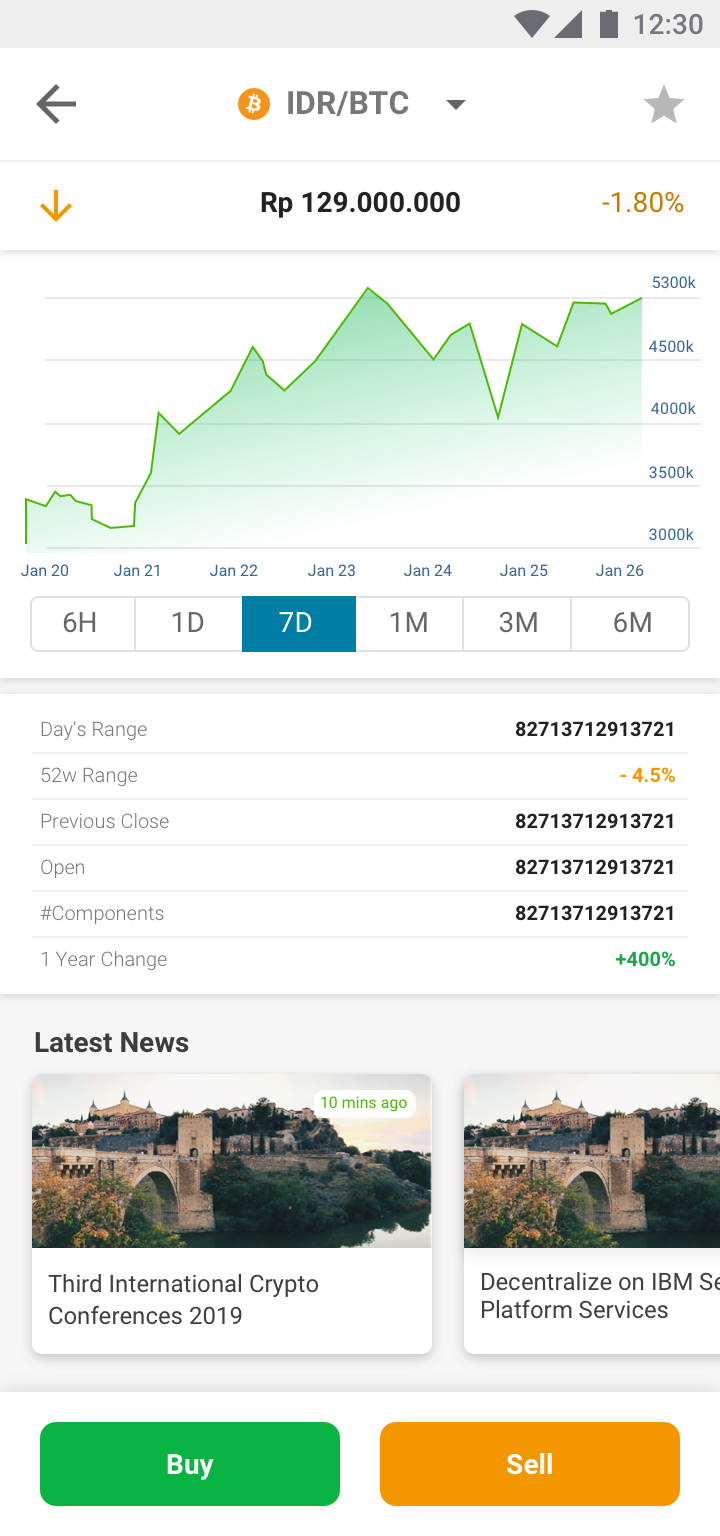 12:30
IDR/BTC
Rp 129.000.000
-1.80%
5300k
4500k
4000k
3500k
3000k
Jan 20 Jan 21 Jan 22 Jan 23 Jan 24 Jan 25 Jan 26
6H 1D 7D 1M 3M 6M
Day's Range 82713712913721
52w Range - 4.5%
Previous Close 82713712913721
Open 82713712913721
#Components 82713712913721
1 Year Change +400%
Latest News
10 mins ago
Third International Crypto
Conferences 2019
Decentralize on IBM Se
Platform Services
Buy Sell